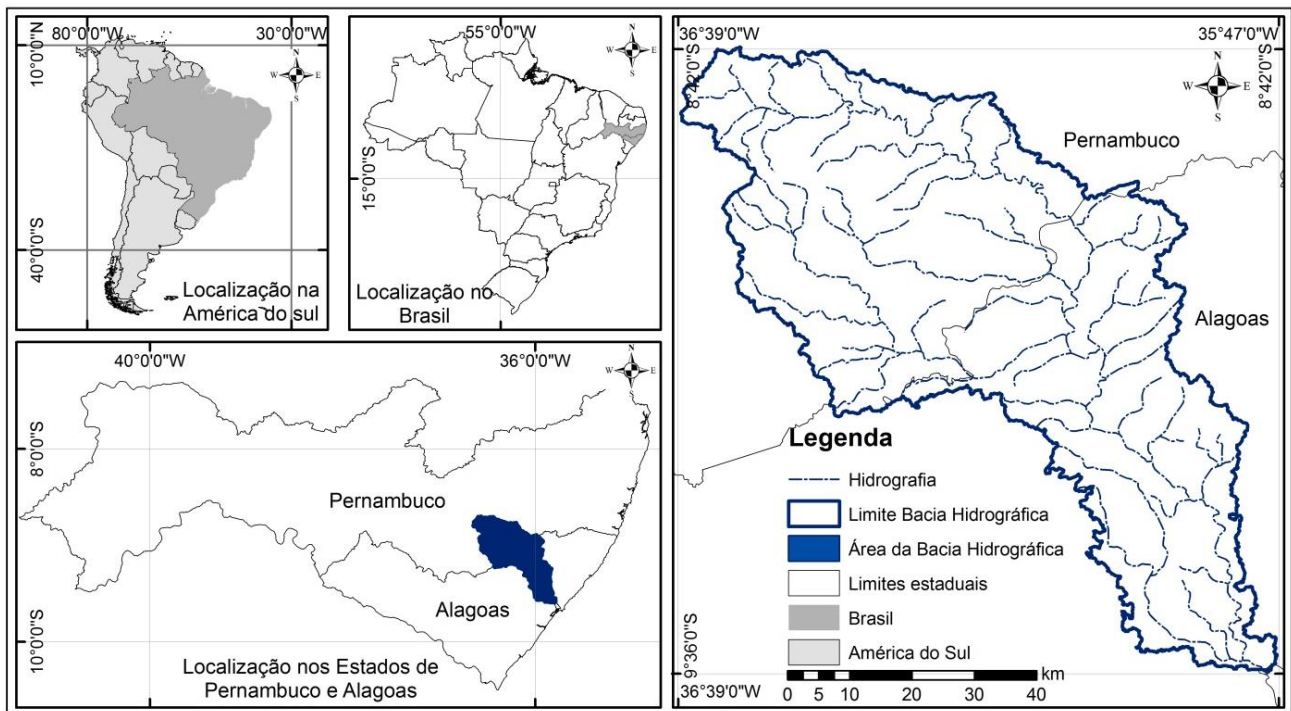 80°0'0"W
30°0'0"W
10°0'0"N
40°0'0"S
N
W
E
S
Localização na
América do sul
55°0'0"W
15°0'0"S
N
W
E
S
Localização no
Brasil
40°0'0"W
36°0'0"W
8°0'0"S
10°0'0"S
N
W
E
S
Pernambuco
Alagoas
Localização nos Estados de
Pernambuco e Alagoas
36°39'0"W
35°47'0"W
8°42'0"S
8°42'0"S
N
W
E
S
Pernambuco
Alagoas
Legenda
Hidrografia
Limite Bacia Hidrográfica
Área da Bacia Hidrográfica
Limites estaduais
Brasil
América do Sul
9°36'0"S
36°39'0"W
km
0 5 10 20 30 40